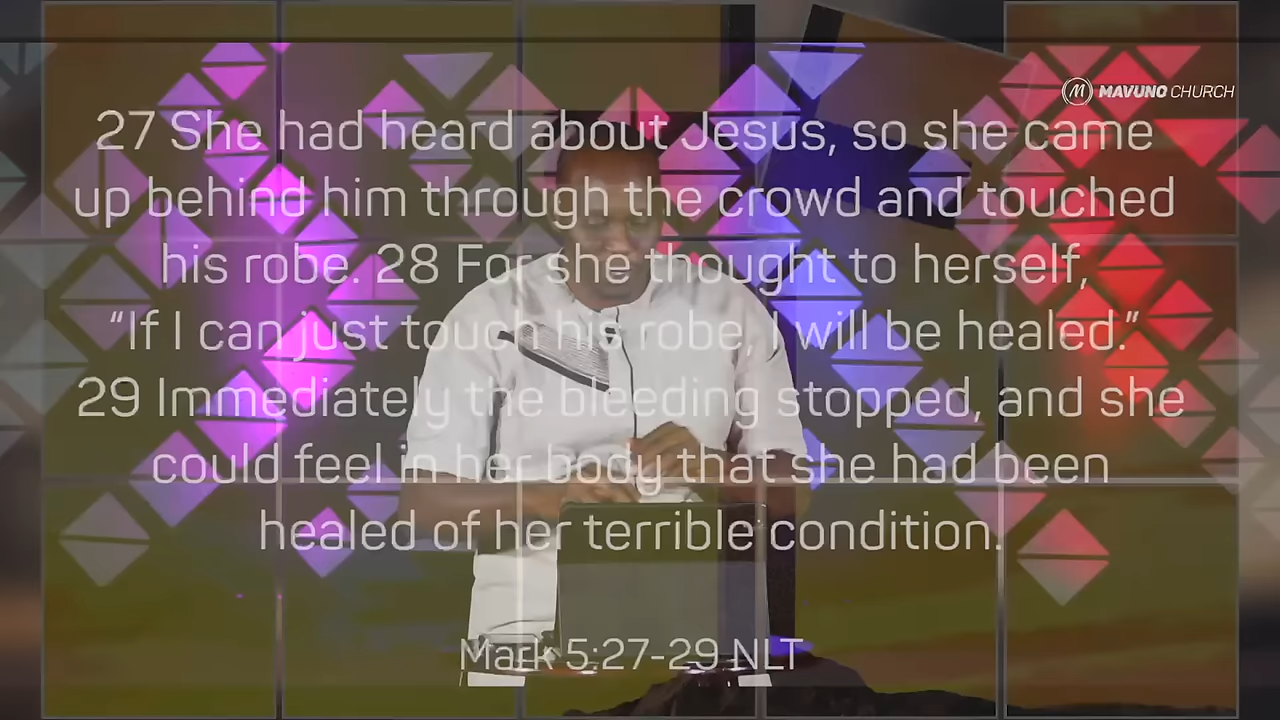 MAVUNO CHURCH
27 She had heard about Jesus, so she came
up behind him through the crowd and touched
his robe. 28 For she thought to herself,
“If I can just touch his robe, I will be healed.”
29 Immediately the bleeding stopped, and she
could feel in her body that she had been
healed of her terrible condition.
Mark 5:27-29 NLT